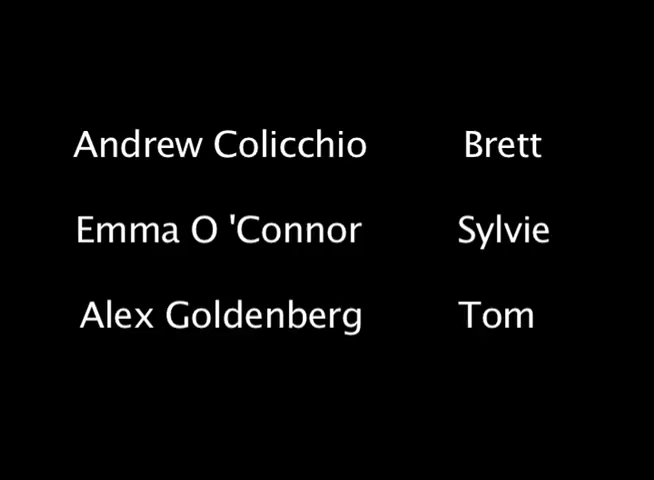 Andrew Colicchio Brett
Emma O 'Connor Sylvie
Alex Goldenberg Tom